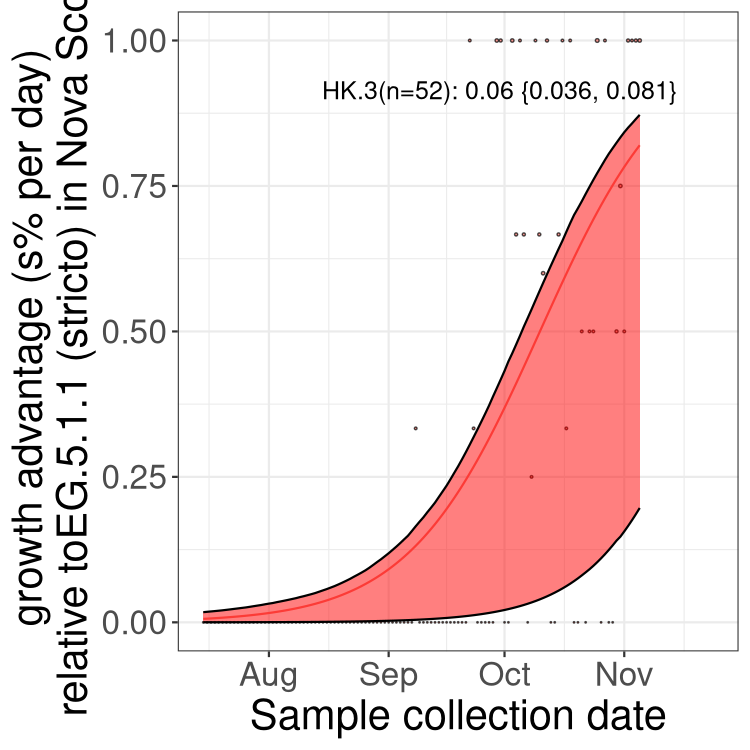 growth advantage (s% per day)
relative toEG.5.1.1 (stricto) in Nova Sco
1.00
0.75
0.50
0.25
0.00
HK.3(n=52): 0.06 {0.036, 0.081}
Aug Sep Oct Nov
Sample collection date